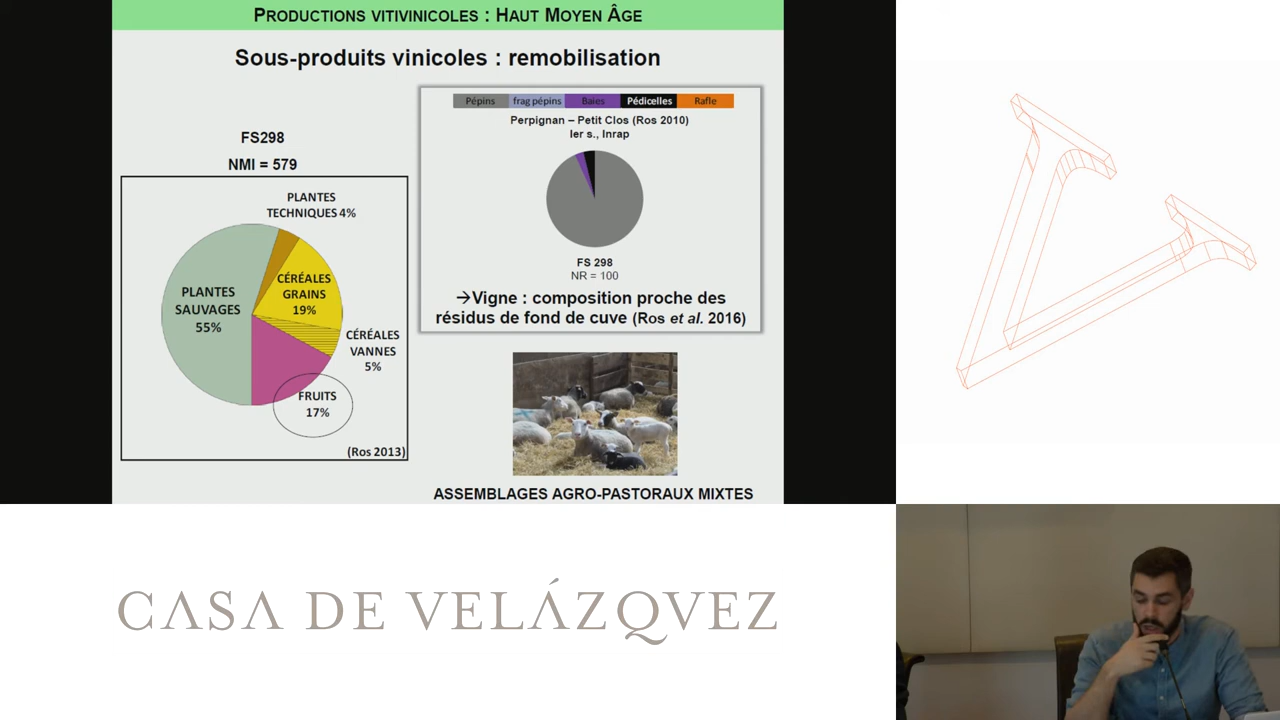 PRODUCTIONS VITIVINICOLES : HAUT MOYEN ÂGE
Sous-produits vinicoles : remobilisation
FS298
NMI = 579
PLANTES
TECHNIQUES 4%
CÉRÉALES
GRAINS
19%
PLANTES
SAUVAGES
55%
CÉRÉALES
VANNES
5%
FRUITS
17%
(Ros 2013)
Pépins frag pépins Baies Pédicelles Rafle
Perpignan – Petit Clos (Ros 2010)
Ier s., Inrap
FS 298
NR = 100
→Vigne : composition proche des
résidus de fond de cuve (Ros et al. 2016)
ASSEMBLAGES AGRO-PASTORAUX MIXTES
CASA DE VELÁZQVEZ